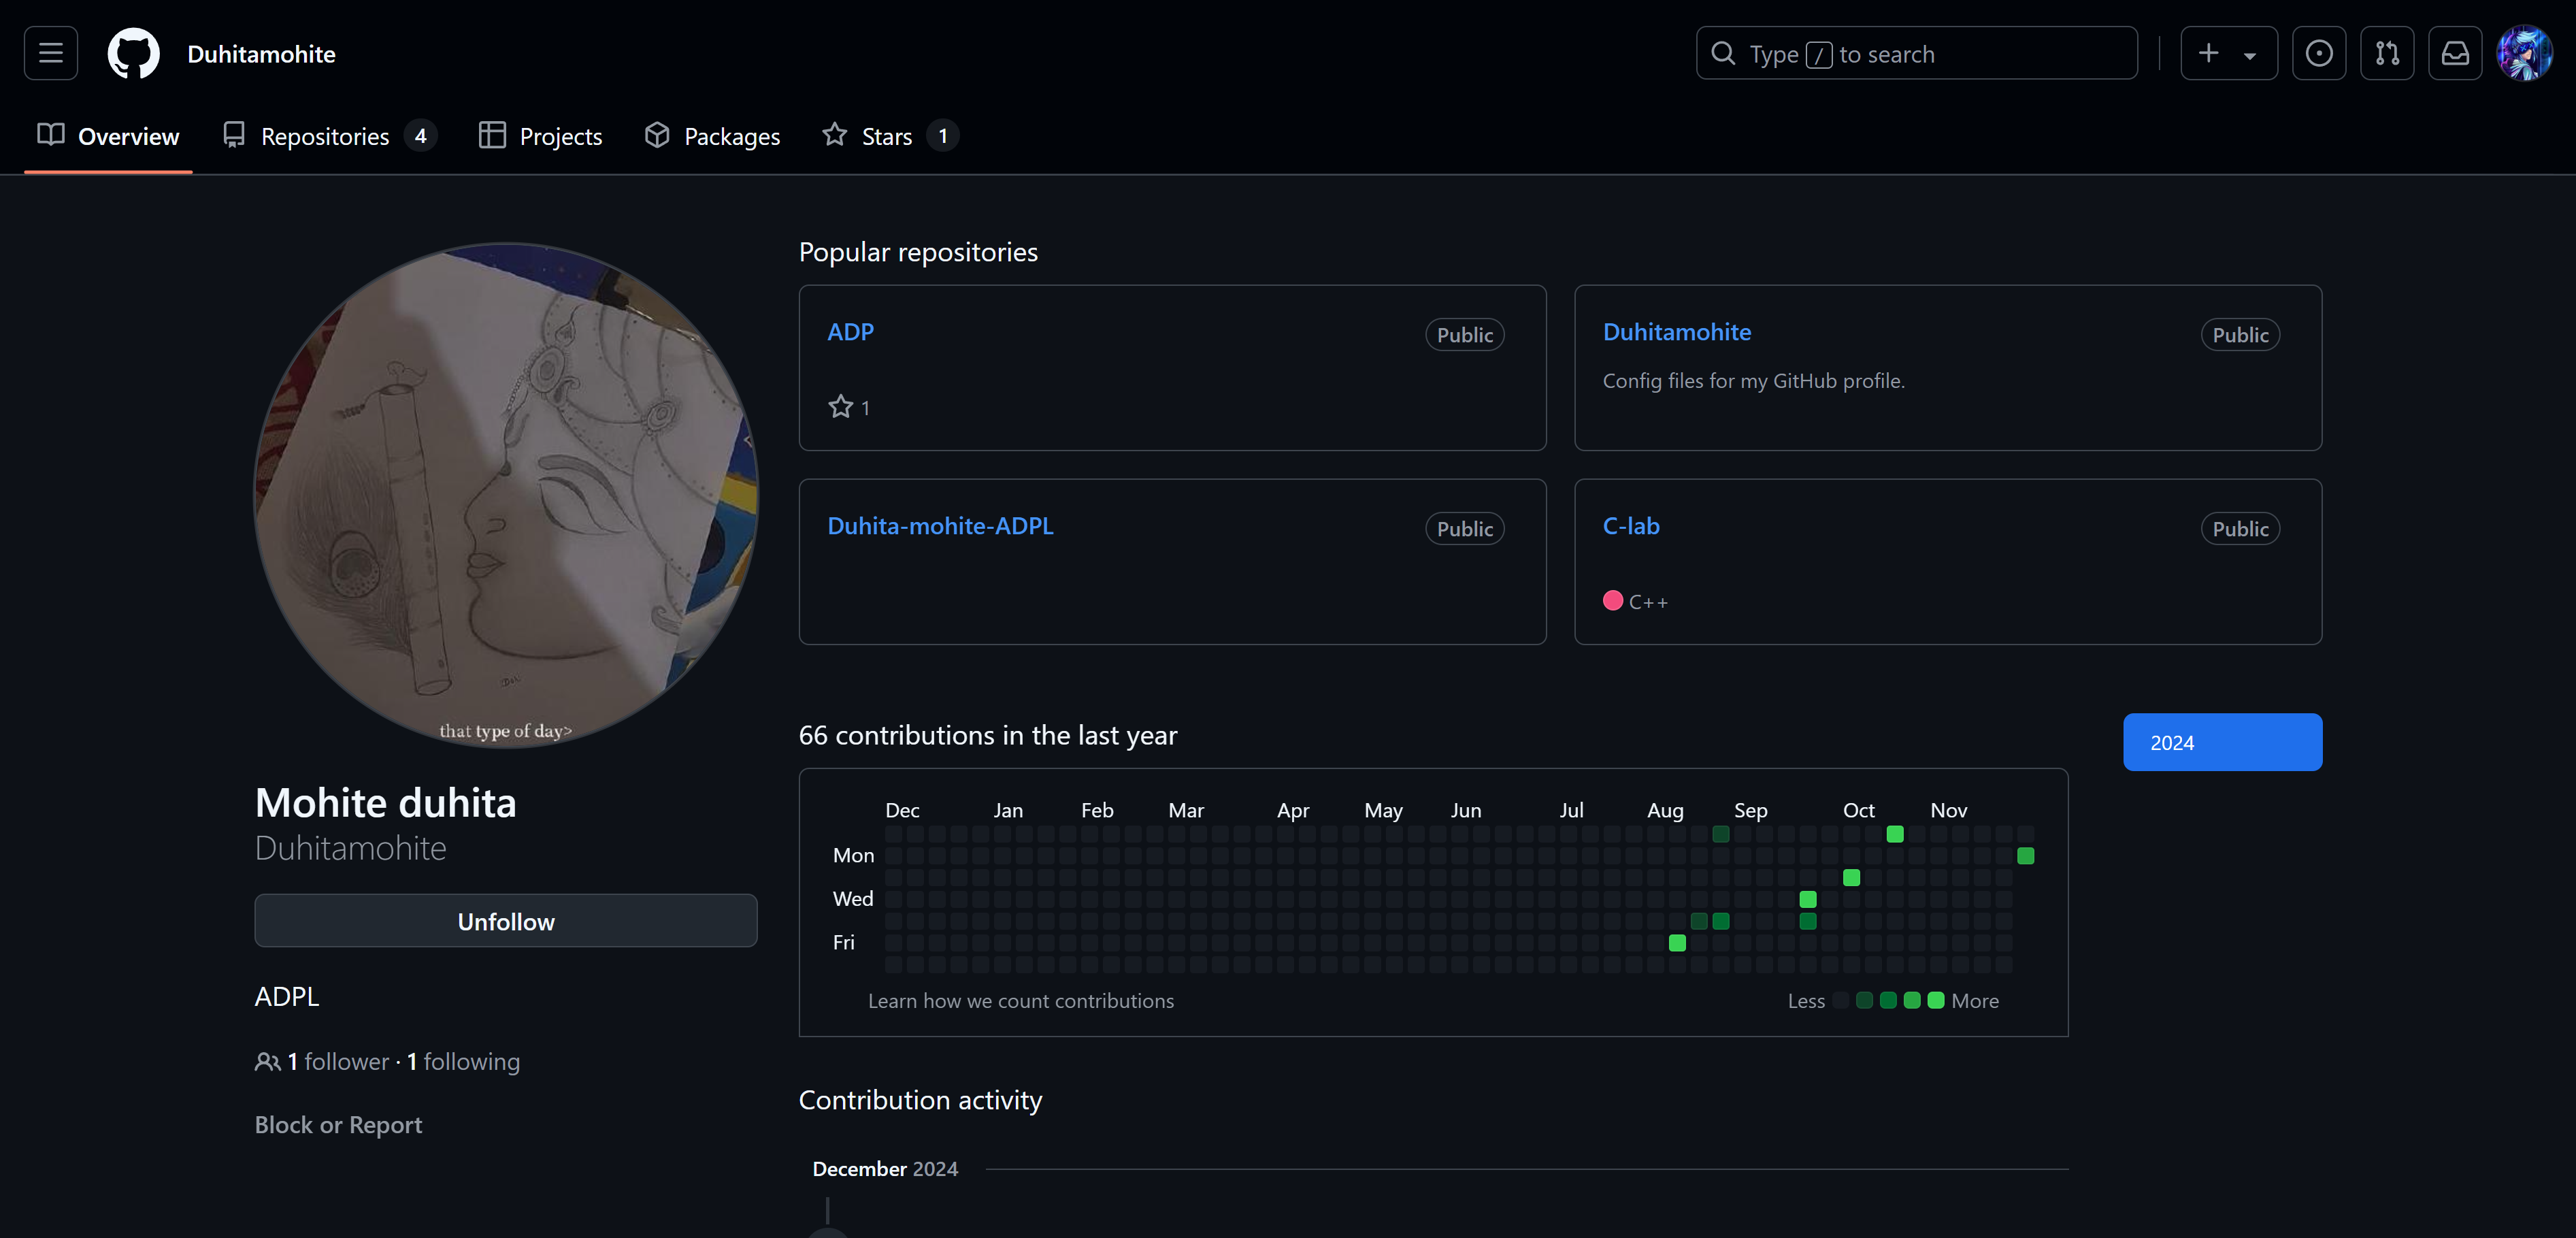 Duhitamohite
Type / to search
Overview
Repositories 4
Projects
Packages
Stars 1
that type of day>
Mohite duhita
Duhitamohite
Unfollow
ADPL
1 follower · 1 following
Block or Report
Popular repositories
ADP
Public
1
Duhitamohite
Public
Config files for my GitHub profile.
Duhita-mohite-ADPL
Public
C-lab
Public
C++
66 contributions in the last year
2024
Dec Jan Feb Mar Apr May Jun Jul Aug Sep Oct Nov
Mon
Wed
Fri
Learn how we count contributions
Less More
Contribution activity
December 2024